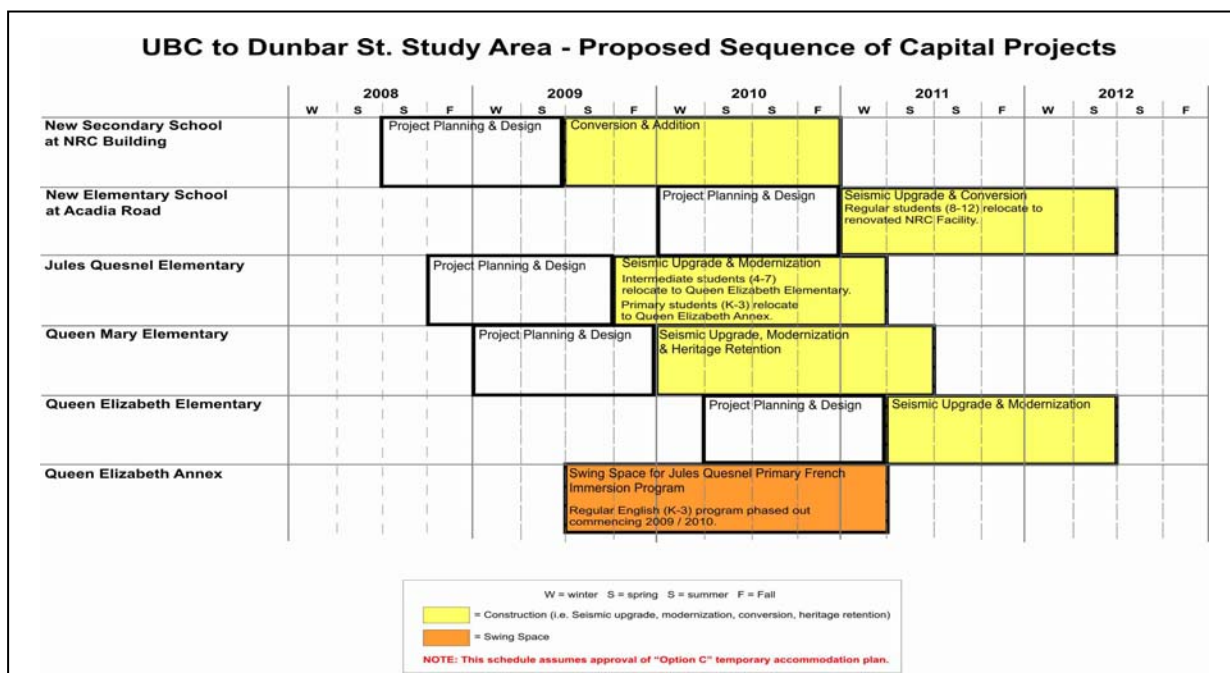 UBC to Dunbar St. Study Area - Proposed Sequence of Capital Projects
2008 2009 2010 2011 2012
W S S F W S S F W S S F W S S F W S S F
New Secondary School
at NRC Building
Project Planning & Design
Conversion & Addition
New Elementary School
at Acadia Road
Project Planning & Design
Seismic Upgrade & Conversion
Regular students (8-12) relocate to
renovated NRC Facility.
Jules Quesnel Elementary
Project Planning & Design
Seismic Upgrade & Modernization
Intermediate students (4-7)
relocate to Queen Elizabeth Elementary.
Primary students (K-3) relocate
to Queen Elizabeth Annex.
Queen Mary Elementary
Project Planning & Design
Seismic Upgrade, Modernization
& Heritage Retention
Queen Elizabeth Elementary
Project Planning & Design
Seismic Upgrade & Modernization
Queen Elizabeth Annex
Swing Space for Jules Quesnel Primary French
Immersion Program
Regular English (K-3) program phased out
commencing 2009 / 2010.
W = winter S = spring S = summer F = Fall
= Construction (i.e. Seismic upgrade, modernization, conversion, heritage retention)
= Swing Space
NOTE: This schedule assumes approval of "Option C" temporary accommodation plan.